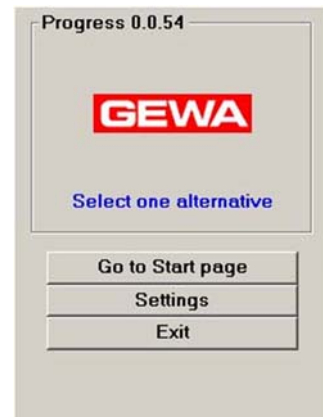 Progress 0.0.54
GEWA
Select one alternative
Go to Start page
Settings
Exit